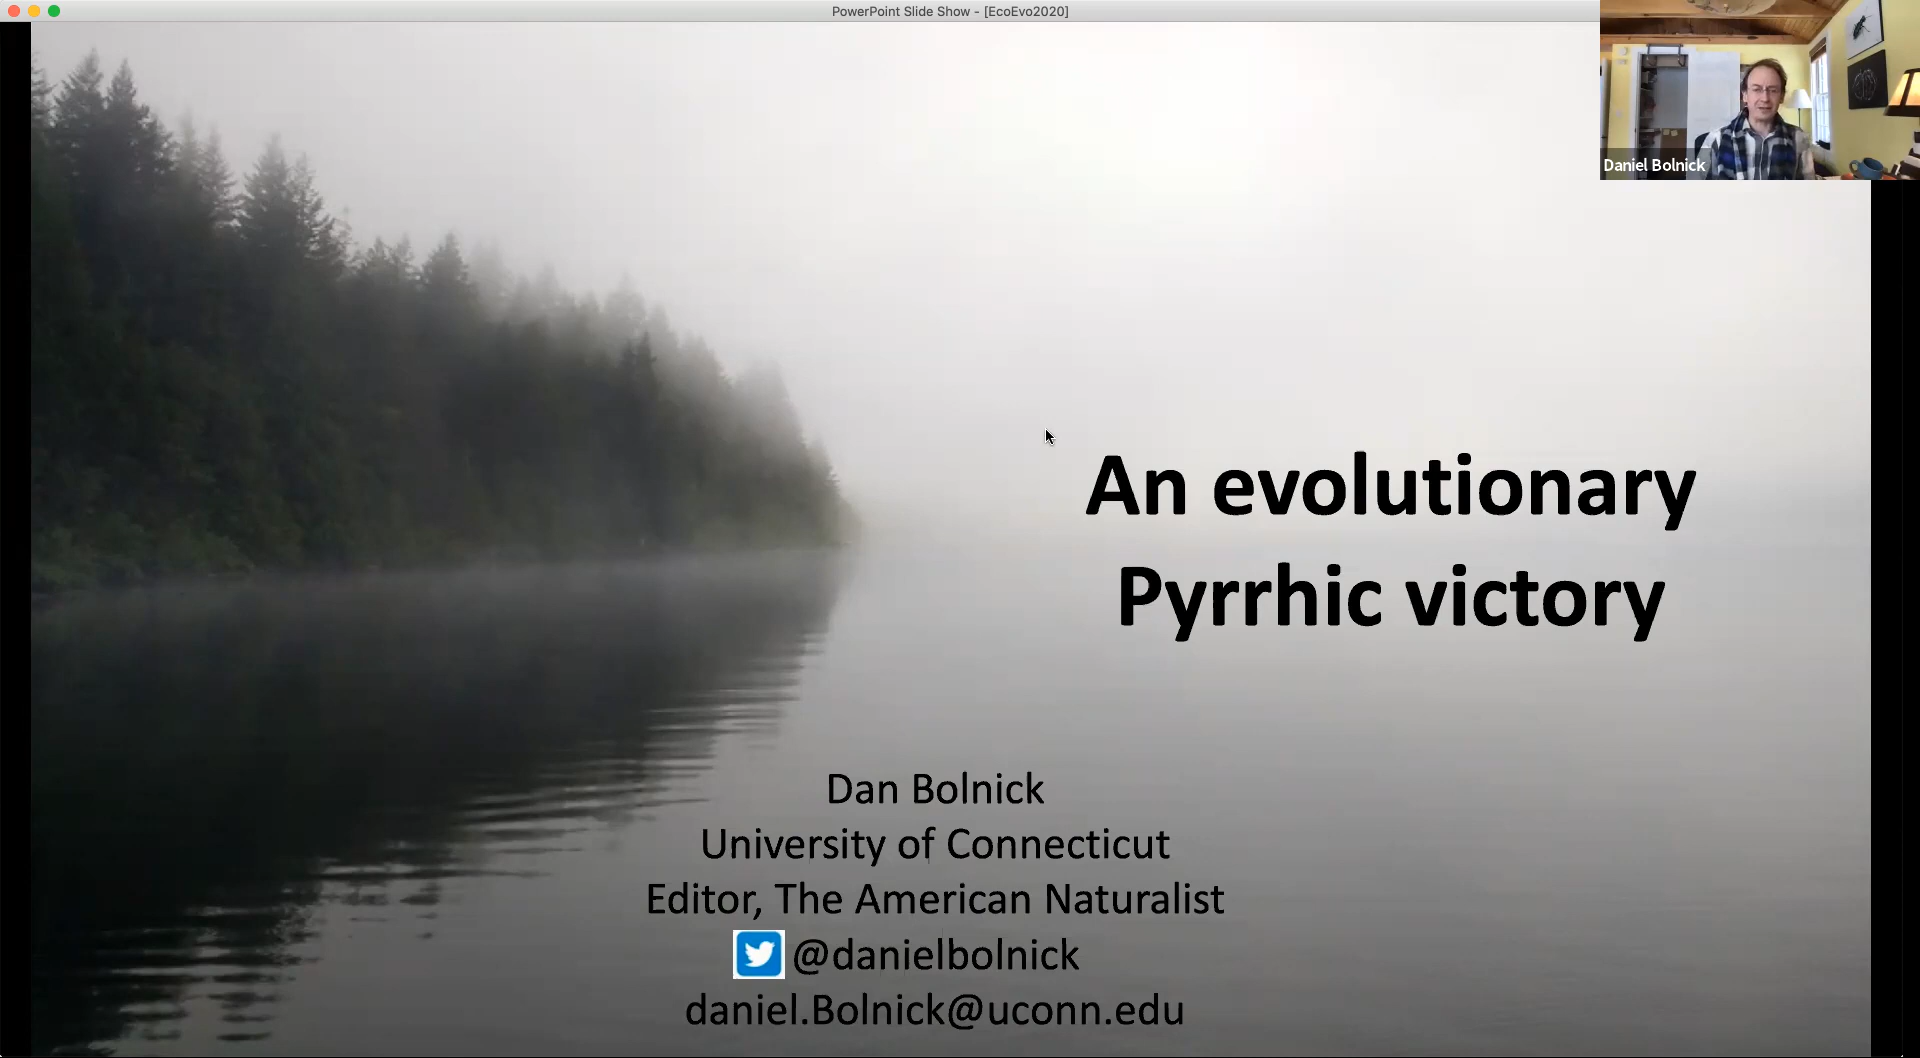 PowerPoint Slide Show - [EcoEvo2020]
Daniel Bolnick
An evolutionary
Pyrrhic victory
Dan Bolnick
University of Connecticut
Editor, The American Naturalist
@danielbolnick
daniel.Bolnick@uconn.edu